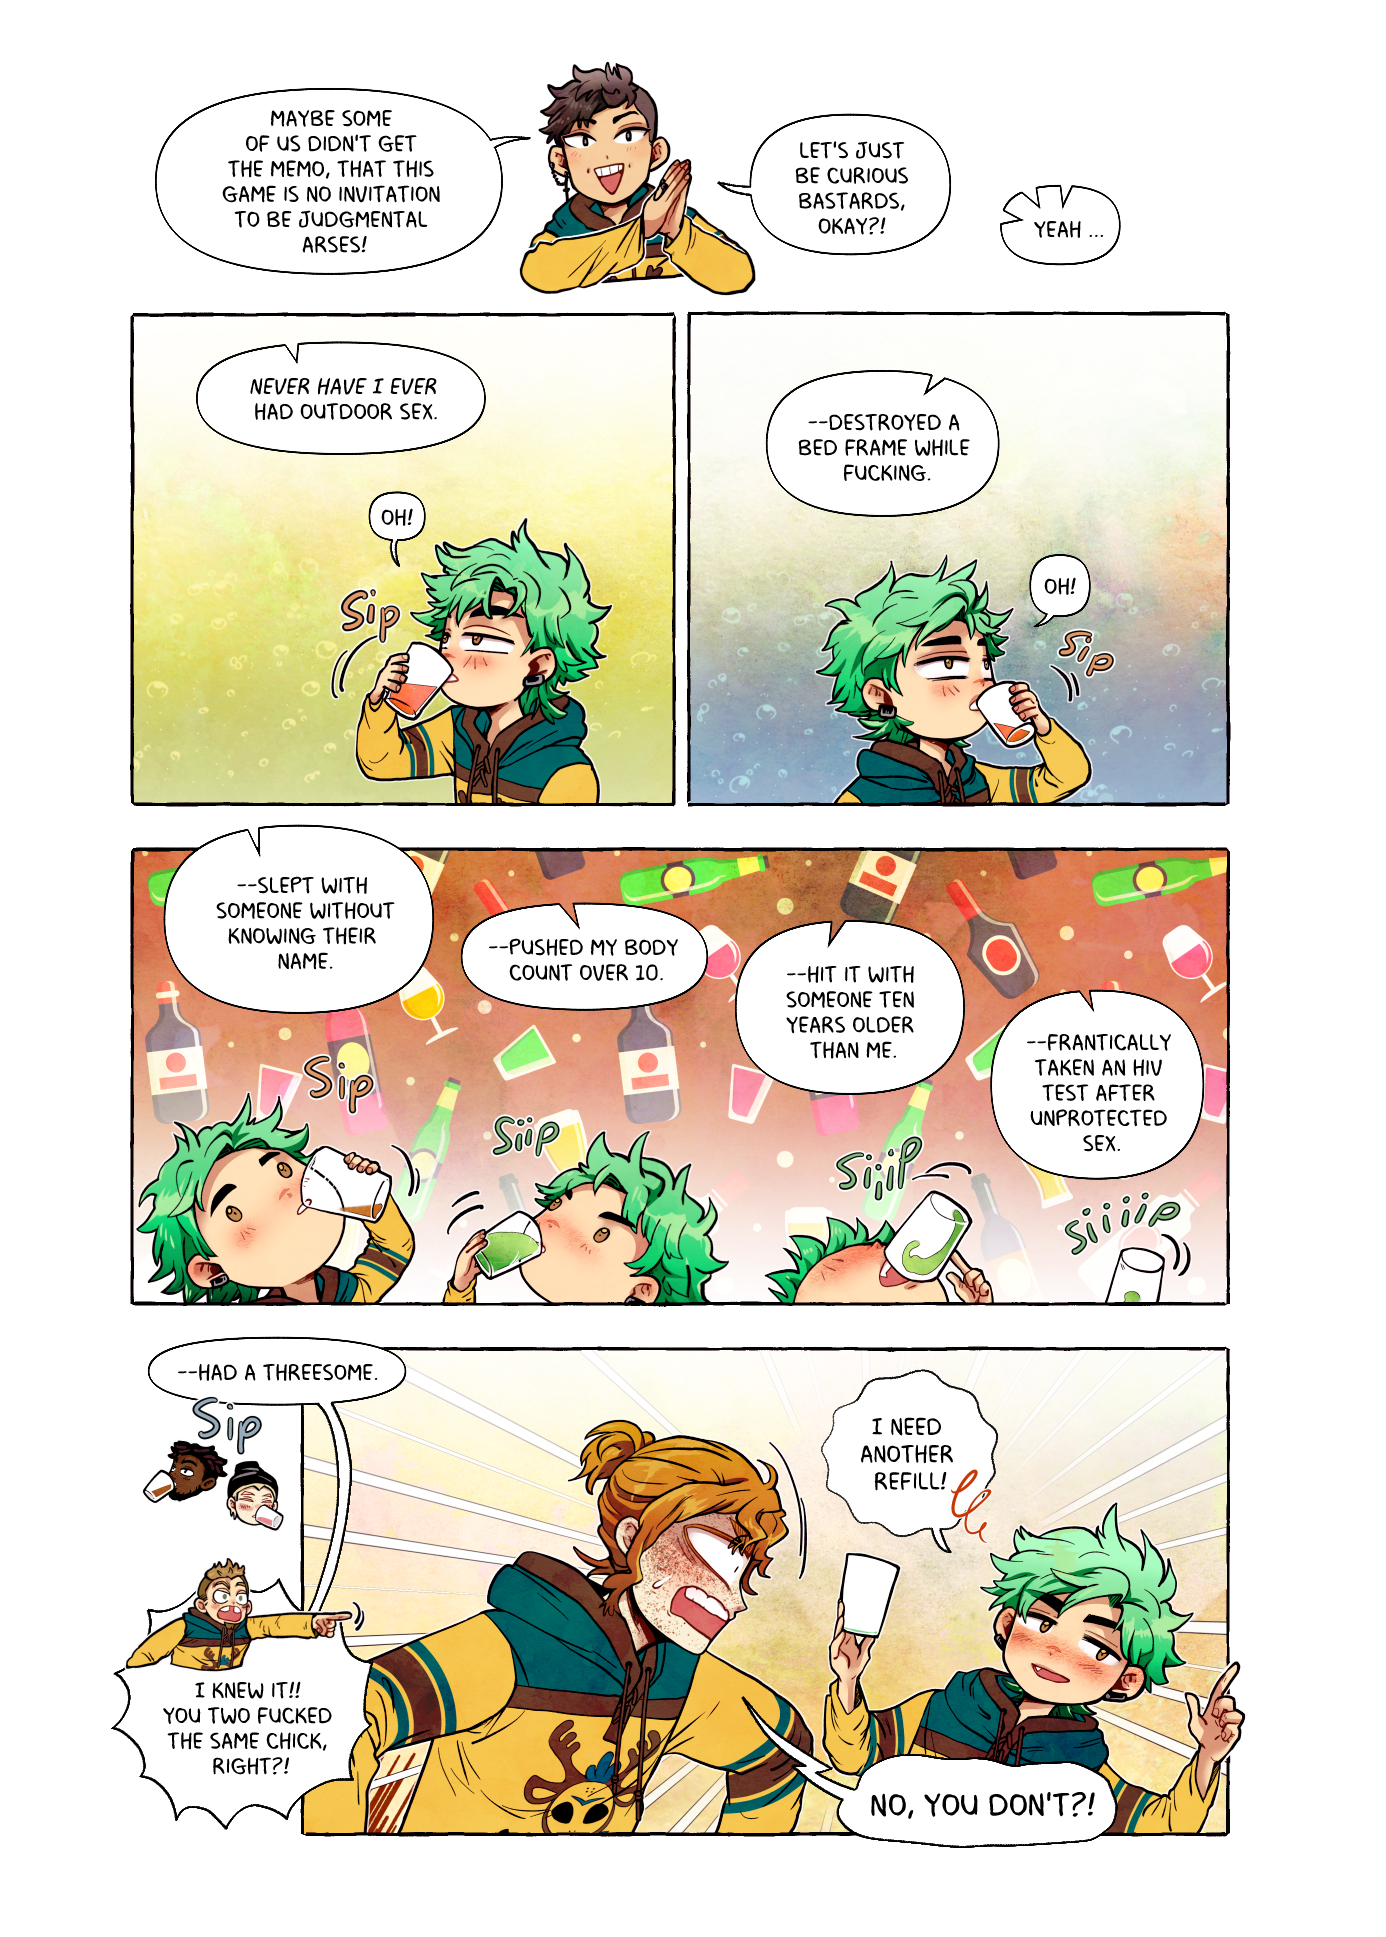 MAYBE SOME
OF US DIDN'T GET
THE MEMO, THAT THIS
GAME IS NO INVITATION
TO BE JUDGMENTAL
ARSES!
LET'S JUST
BE CURIOUS
BASTARDS,
OKAY?!
YEAH ...
NEVER HAVE I EVER
HAD OUTDOOR SEX.
OH!
Sip
--DESTROYED A
BED FRAME WHILE
FUCKING.
OH!
Sip
--SLEPT WITH
SOMEONE WITHOUT
KNOWING THEIR
NAME.
Sip
--PUSHED MY BODY
COUNT OVER 10.
Siip
--HIT IT WITH
SOMEONE TEN
YEARS OLDER
THAN ME.
Siiip
--FRANTICALLY
TAKEN AN HIV
TEST AFTER
UNPROTECTED
SEX.
Siiiip
--HAD A THREESOME.
Sip
I KNEW IT!!
YOU TWO FUCKED
THE SAME CHICK,
RIGHT?!
I NEED
ANOTHER
REFILL!
NO, YOU DON'T?!